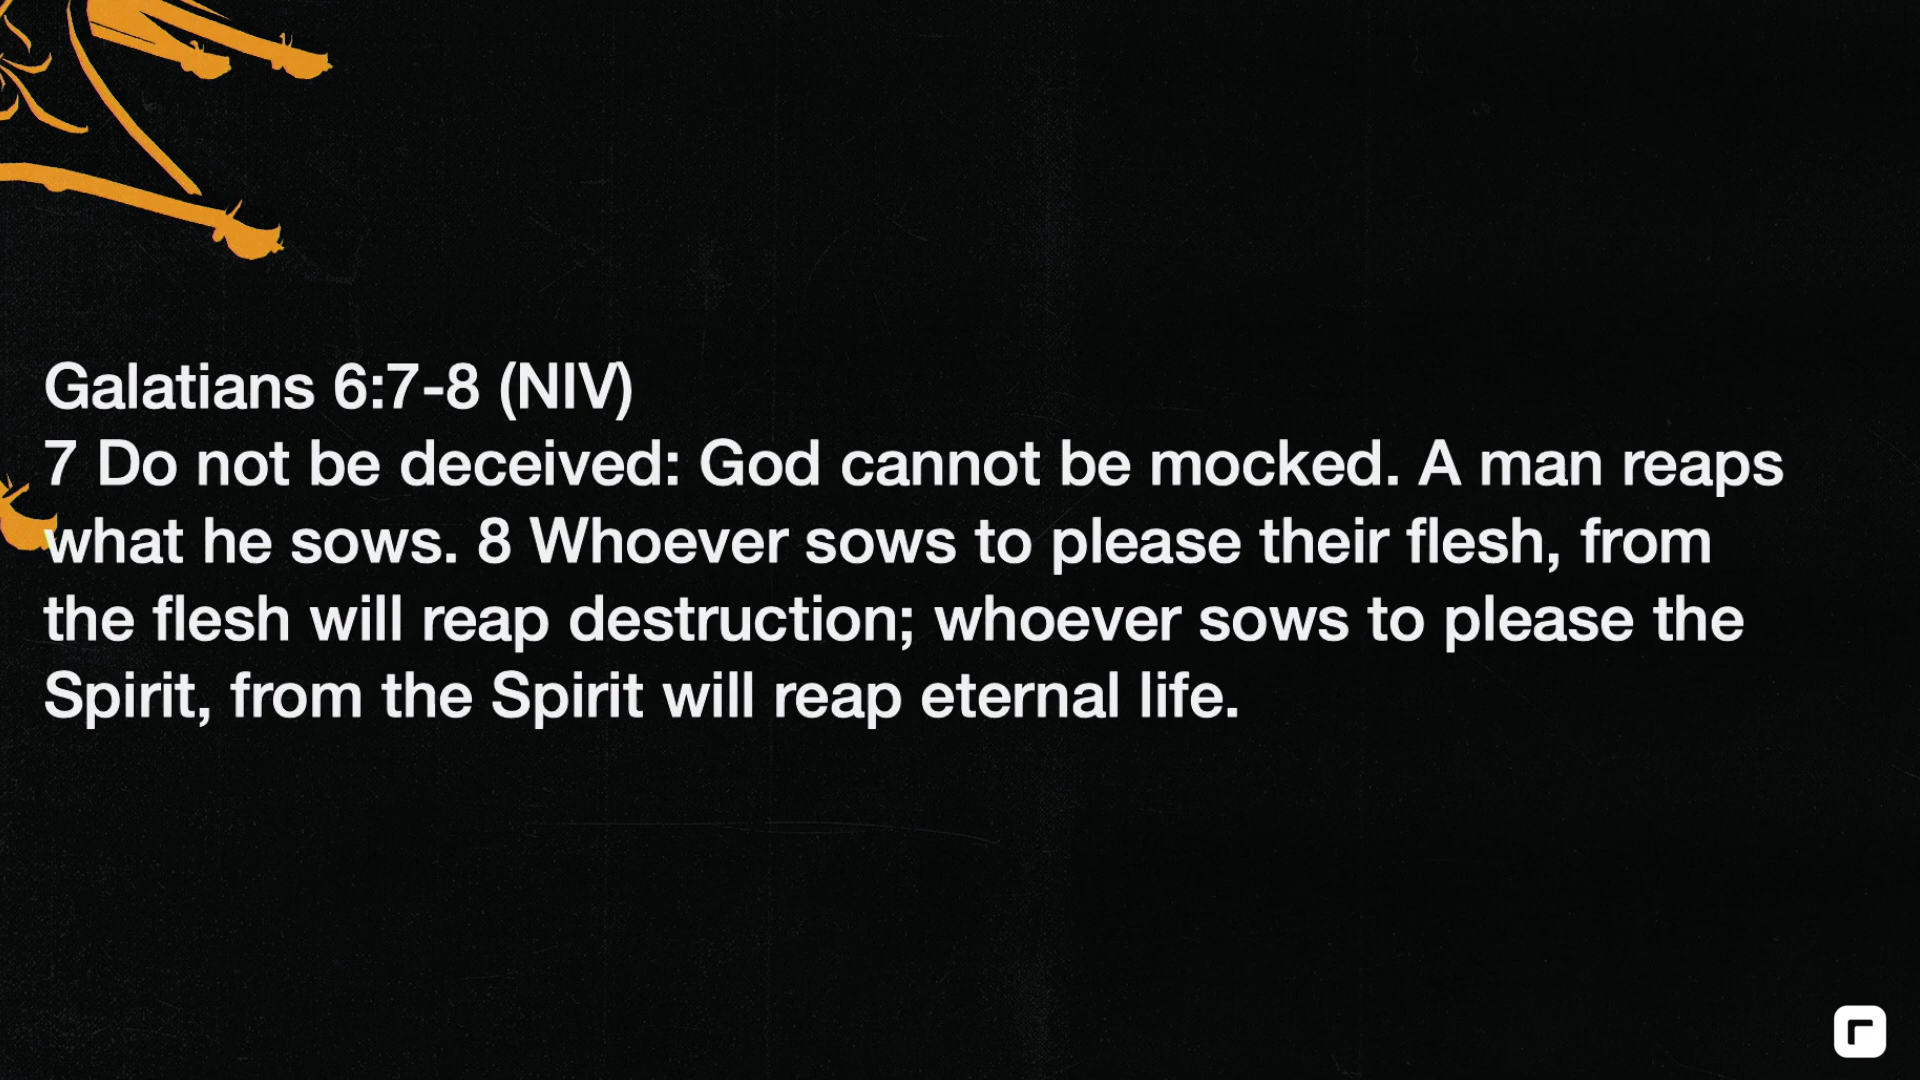 Galatians 6:7-8 (NIV)
7 Do not be deceived: God cannot be mocked. A man reaps
what he sows. 8 Whoever sows to please their flesh, from
the flesh will reap destruction; whoever sows to please the
Spirit, from the Spirit will reap eternal life.